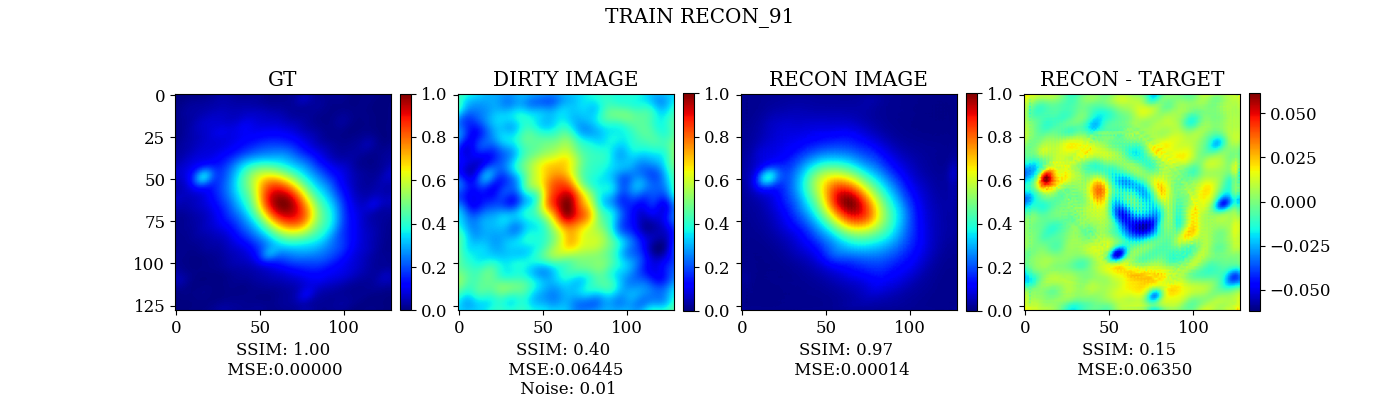 TRAIN RECON_91
GT
DIRTY IMAGE
RECON IMAGE
RECON - TARGET
0
25
50
75
100
125
0 50 100
1.0
0.8
0.6
0.4
0.2
0.0
0 50 100
1.0
0.8
0.6
0.4
0.2
0.0
0 50 100
1.0
0.8
0.6
0.4
0.2
0.0
0 50 100
0.050
0.025
0.000
−0.025
−0.050
SSIM: 1.00
MSE:0.00000
SSIM: 0.40
MSE:0.06445
Noise: 0.01
SSIM: 0.97
MSE:0.00014
SSIM: 0.15
MSE:0.06350